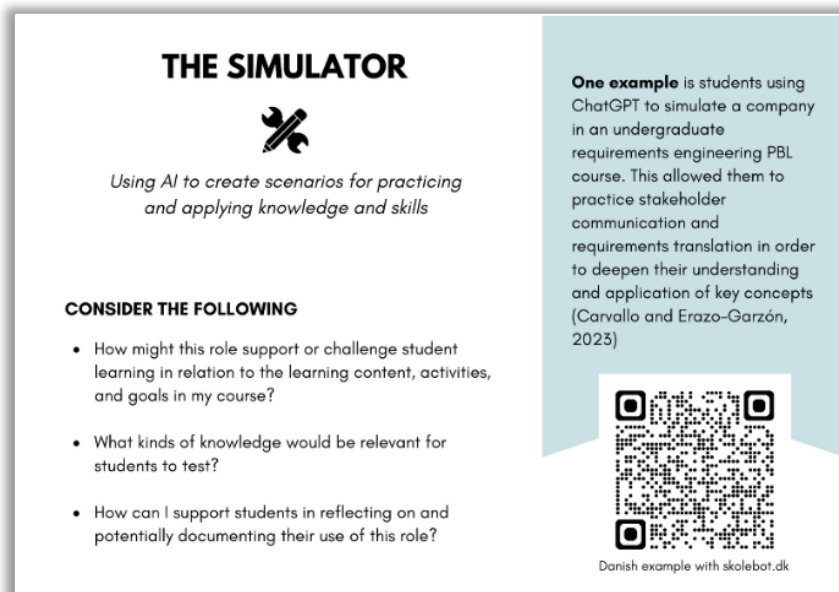 THE SIMULATOR
Using AI to create scenarios for practicing
and applying knowledge and skills
CONSIDER THE FOLLOWING
• How might this role support or challenge student
learning in relation to the learning content, activities,
and goals in my course?
• What kinds of knowledge would be relevant for
students to test?
• How can I support students in reflecting on and
potentially documenting their use of this role?
One example is students using
ChatGPT to simulate a company
in an undergraduate
requirements engineering PBL
course. This allowed them to
practice stakeholder
communication and
requirements translation in order
to deepen their understanding
and application of key concepts
(Carvallo and Erazo-Garzón,
2023)
Danish example with skolebot.dk